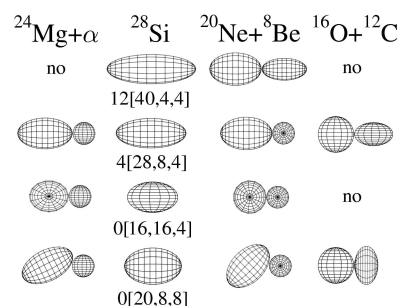 ²⁴Mg+α ²⁸Si ²⁰Ne+⁸Be ¹⁶O+¹²C
no no
12[40,4,4]
4[28,8,4]
no
0[16,16,4]
0[20,8,8]